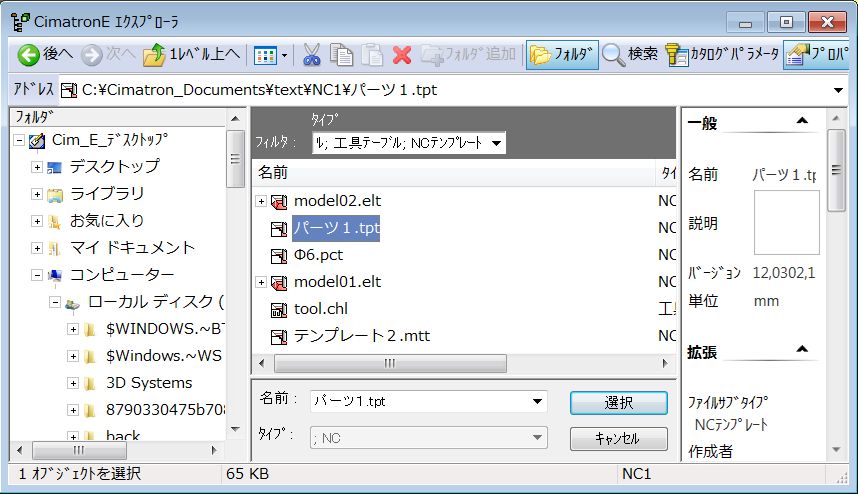 CimatronE ｴｸｽﾌﾟﾛｰﾗ
後へ 次へ 1ﾚﾍﾞﾙ上へ ﾌｫﾙﾀﾞ追加 ﾌｫﾙﾀﾞ 検索 ｶﾀﾛｸﾞﾊﾟﾗﾒｰﾀ ﾌﾟﾛﾊﾟ
ｱﾄﾞﾚｽ C:¥Cimatron_Documents¥text¥NC1¥パーツ１.tpt
ﾌｫﾙﾀﾞ
Cim_E_ﾃﾞｽｸﾄｯﾌﾟ
デスクトップ
ライブラリ
お気に入り
マイ ドキュメント
コンピューター
ローカル ディスク (
$WINDOWS.~BT
$Windows.~WS
3D Systems
8790330475b708
back
ﾀｲﾌﾟ
ﾌｨﾙﾀ : ﾙ; 工具ﾃｰﾌﾞﾙ; NCﾃﾝﾌﾟﾚｰﾄ
名前 ﾀｲ
model02.elt NC
パーツ１.tpt NC
Φ6.pct NC
model01.elt NC
tool.chl 工具
テンプレート２.mtt NC
名前 : パーツ1.tpt 選択
ﾀｲﾌﾟ: ; NC ｷｬﾝｾﾙ
一般
名前 パーツ１.tp
説明
ﾊﾞｰｼﾞｮﾝ 12,0302,1
単位 mm
拡張
ﾌｧｲﾙｻﾌﾞﾀｲﾌﾟ
NCﾃﾝﾌﾟﾚｰﾄ
作成者
1 ｵﾌﾞｼﾞｪｸﾄを選択 65 KB NC1